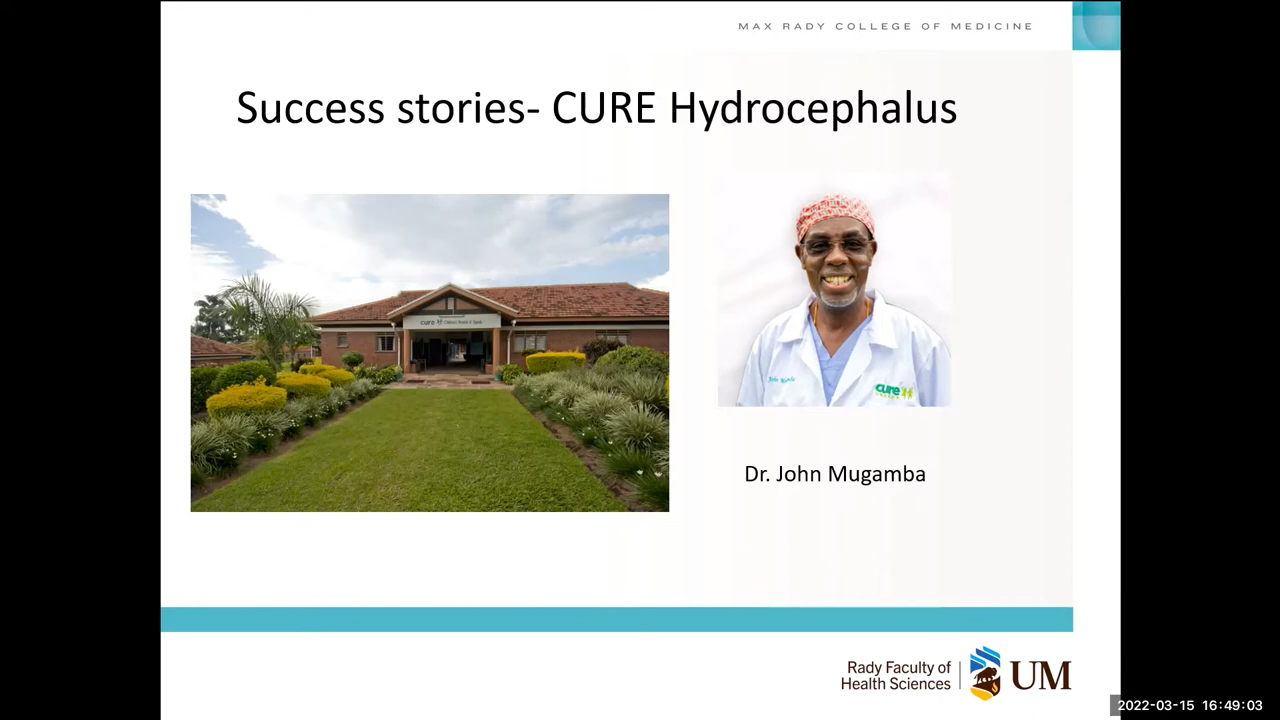 MAX RADY COLLEGE OF MEDICINE
Success stories- CURE Hydrocephalus
cure
cure
Dr. John Mugamba
Rady Faculty of
Health Sciences
UM
2022-03-15 16:49:03